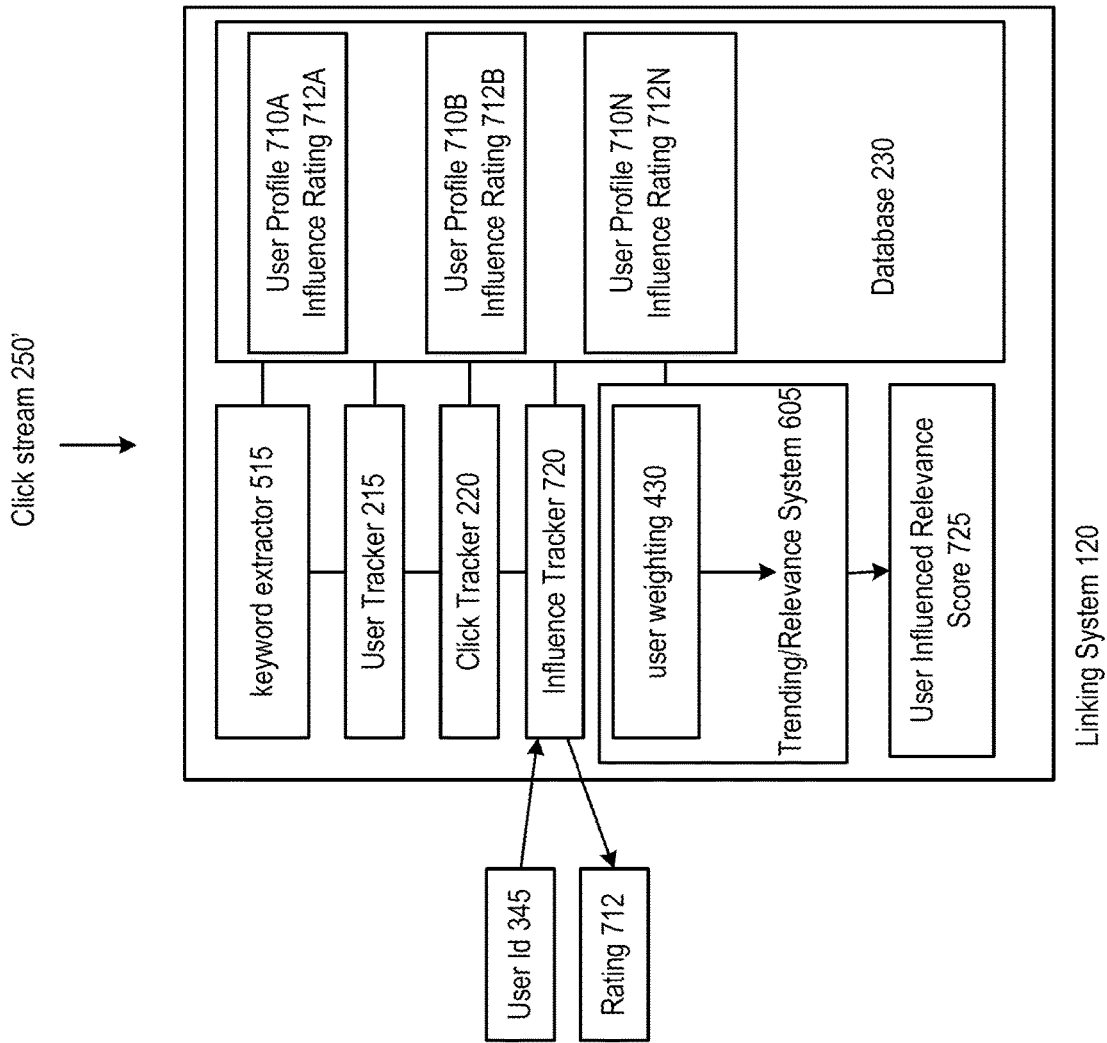 Click stream 250'
keyword extractor 515
User Tracker 215
Click Tracker 220
Influence Tracker 720
user weighting 430
Trending/Relevance System 605
User Influenced Relevance
Score 725
User Profile 710A
Influence Rating 712A
User Profile 710B
Influence Rating 712B
User Profile 710N
Influence Rating 712N
Database 230
User Id 345
Rating 712
Linking System 120